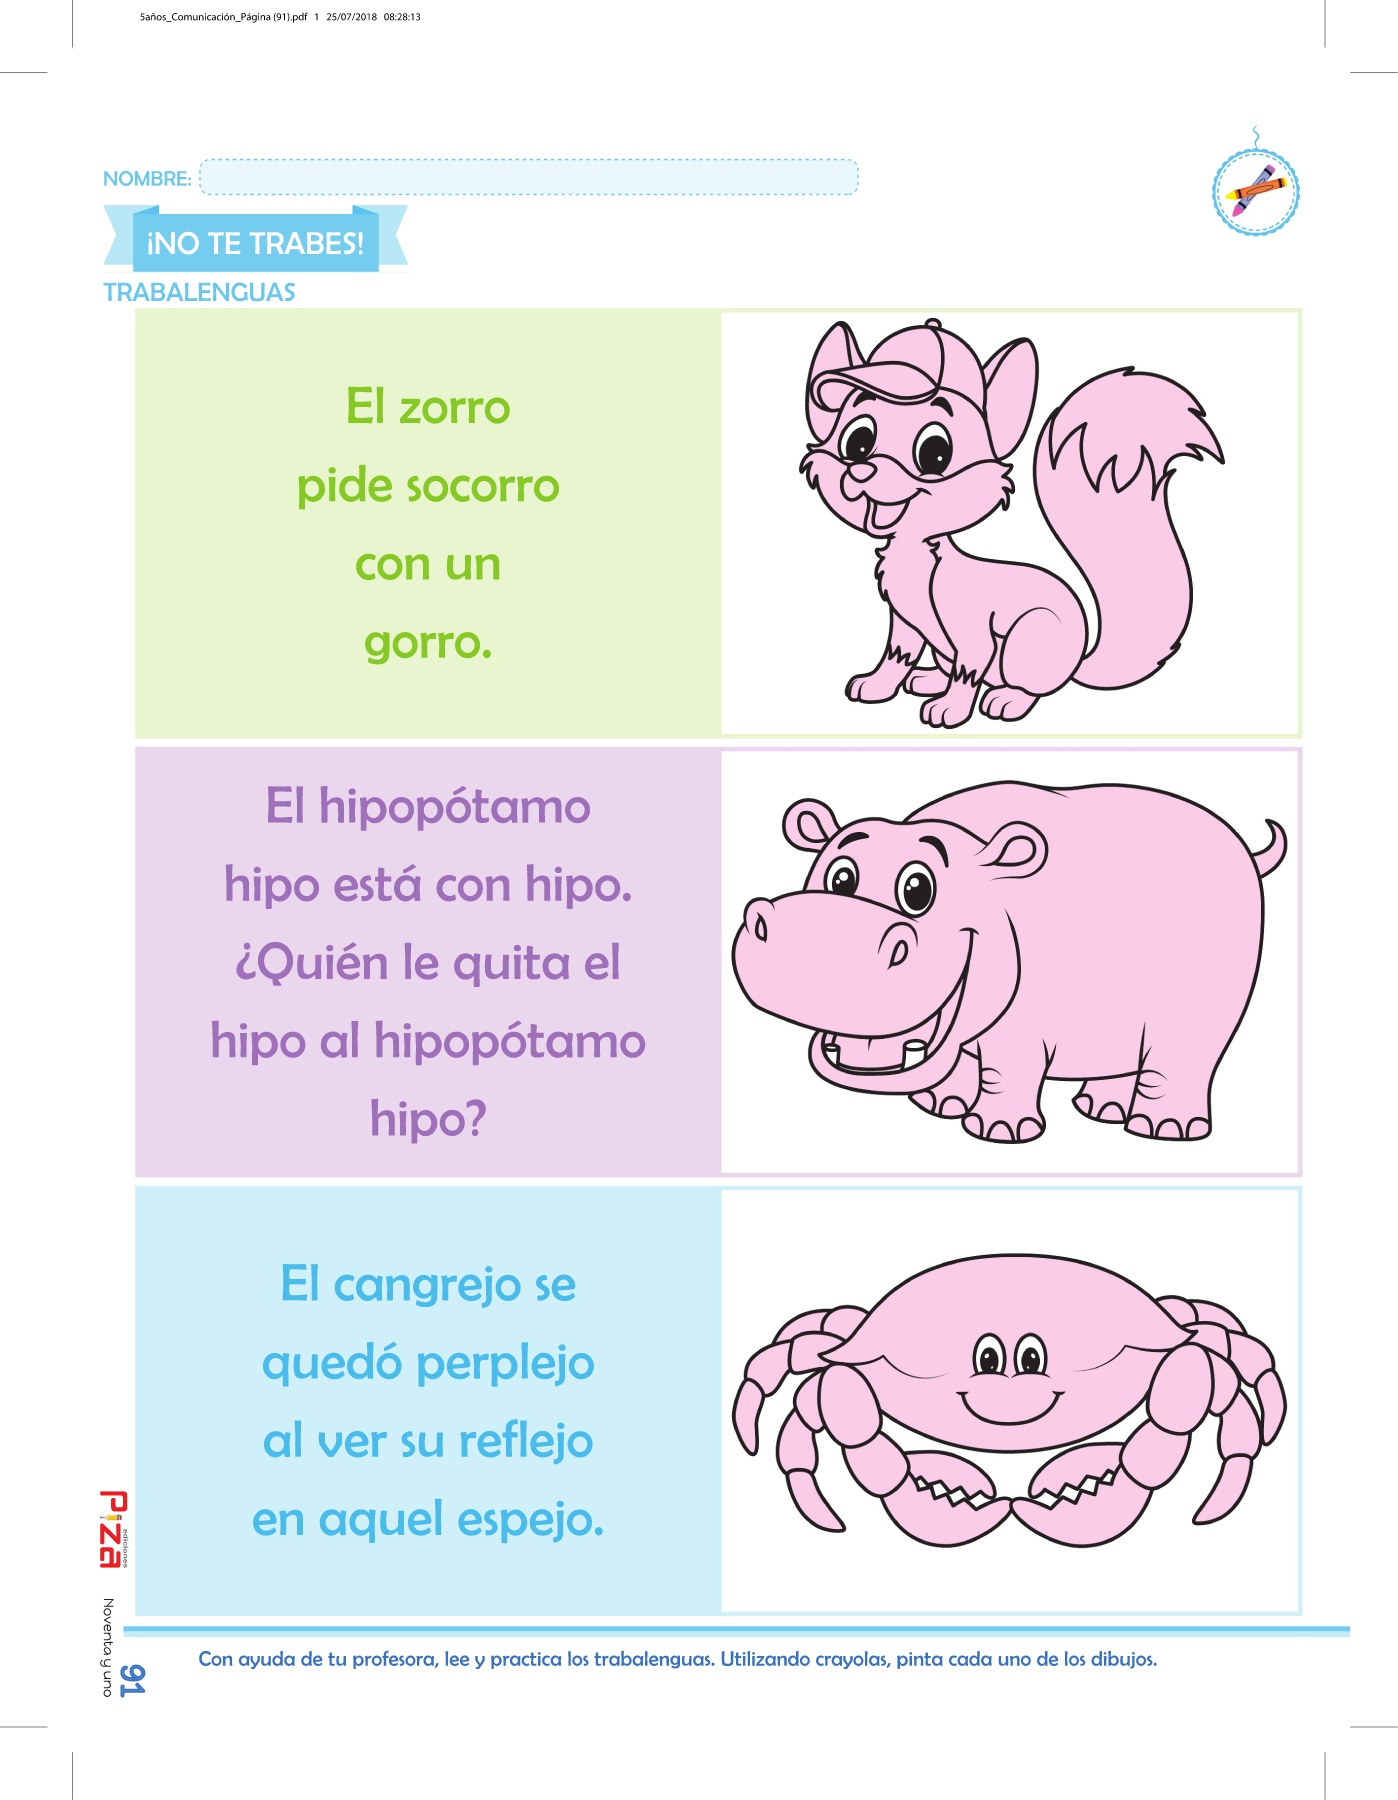 5años_Comunicación_Página (91).pdf 1 25/07/2018 08:28:13
NOMBRE:
¡NO TE TRABES!
TRABALENGUAS
El zorro
pide socorro
con un
gorro.
El hipopótamo
hipo está con hipo.
¿Quién le quita el
hipo al hipopótamo
hipo?
El cangrejo se
quedó perplejo
al ver su reflejo
en aquel espejo.
Piza
ediciones
Noventa y uno
91
Con ayuda de tu profesora, lee y practica los trabalenguas. Utilizando crayolas, pinta cada uno de los dibujos.